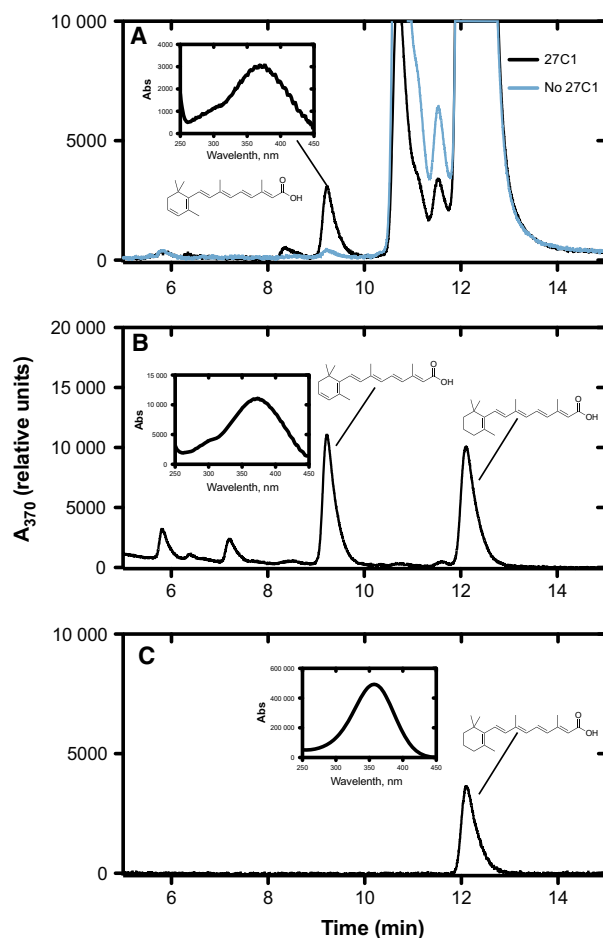 A
10 000
5000
0
27C1
No 27C1
Abs
4000
3000
2000
1000
0
250 300 350 400 450
Wavelenth, nm
O
OH
6 8 10 12 14
B
20 000
15 000
10 000
5000
0
Abs
15 000
10 000
5000
0
250 300 350 400 450
Wavelenth, nm
O
OH
O
OH
6 8 10 12 14
A370 (relative units)
C
10 000
5000
0
Abs
600 000
400 000
200 000
0
250 300 350 400 450
Wavelenth, nm
O
OH
6 8 10 12 14
Time (min)